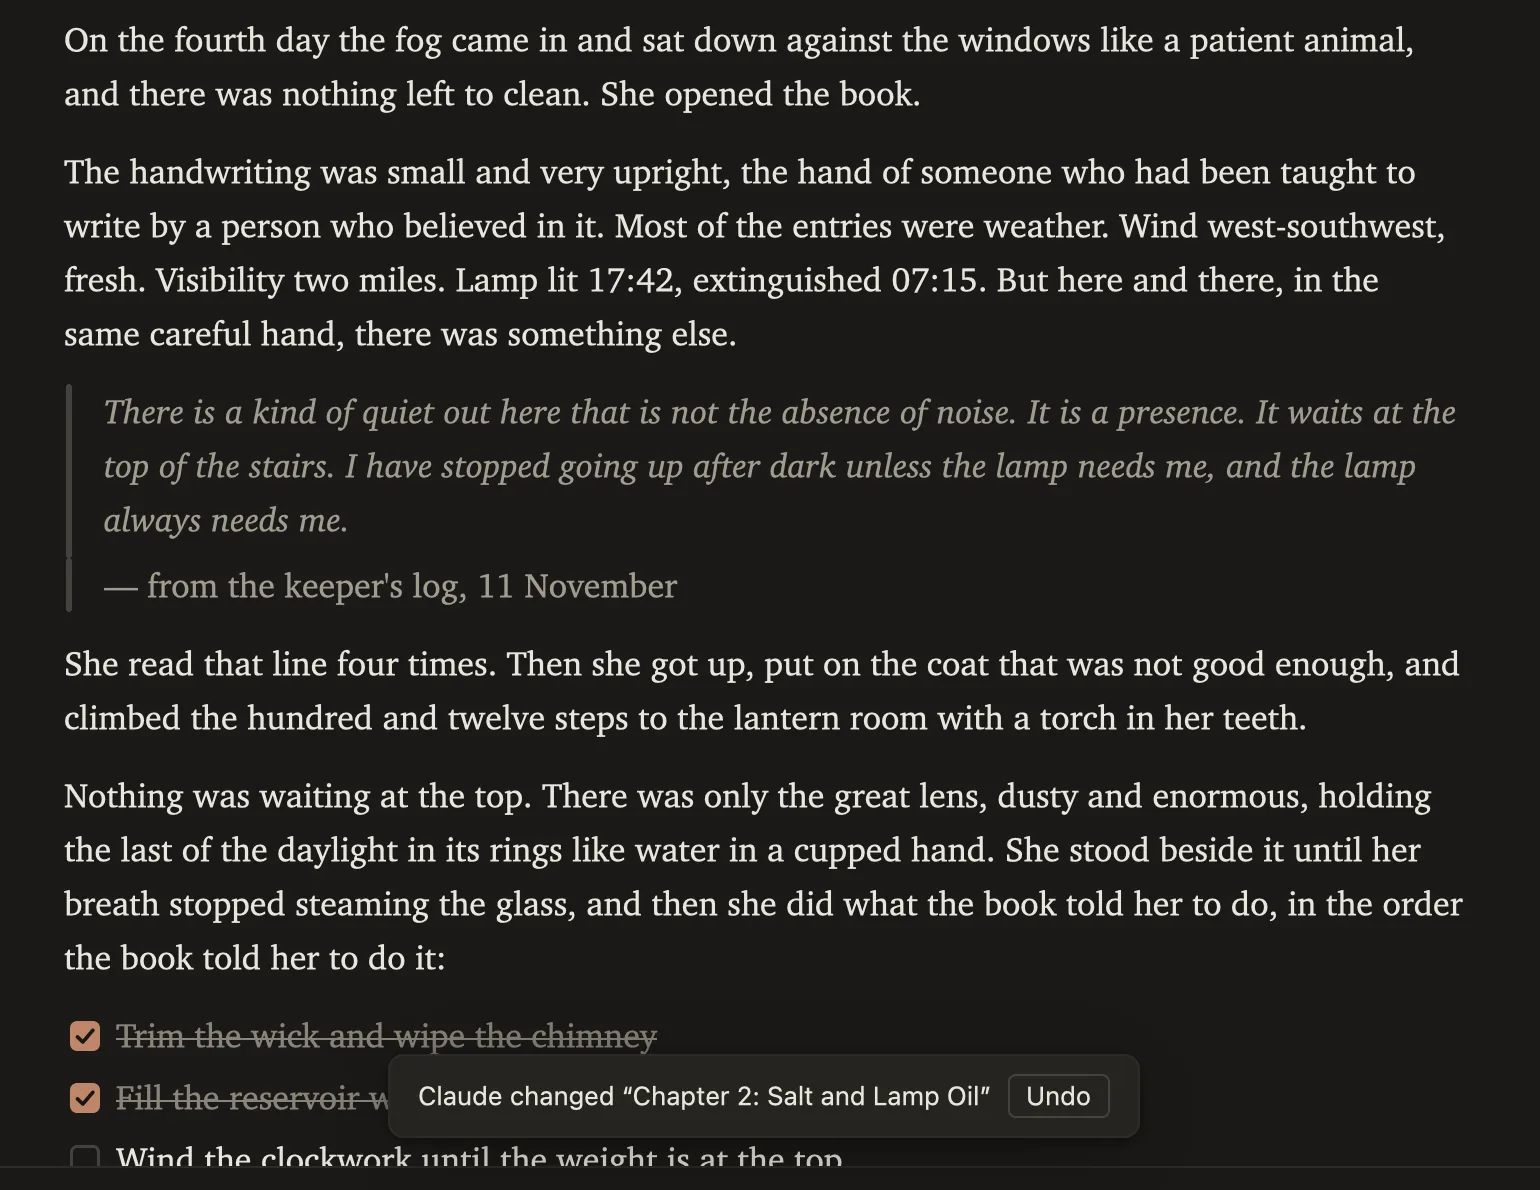 On the fourth day the fog came in and sat down against the windows like a patient animal,
and there was nothing left to clean. She opened the book.
The handwriting was small and very upright, the hand of someone who had been taught to
write by a person who believed in it. Most of the entries were weather. Wind west-southwest,
fresh. Visibility two miles. Lamp lit 17:42, extinguished 07:15. But here and there, in the
same careful hand, there was something else.
There is a kind of quiet out here that is not the absence of noise. It is a presence. It waits at the
top of the stairs. I have stopped going up after dark unless the lamp needs me, and the lamp
always needs me.
— from the keeper's log, 11 November
She read that line four times. Then she got up, put on the coat that was not good enough, and
climbed the hundred and twelve steps to the lantern room with a torch in her teeth.
Nothing was waiting at the top. There was only the great lens, dusty and enormous, holding
the last of the daylight in its rings like water in a cupped hand. She stood beside it until her
breath stopped steaming the glass, and then she did what the book told her to do, in the order
the book told her to do it:
Trim the wick and wipe the chimney
Fill the reservoir
Claude changed “Chapter 2: Salt and Lamp Oil” Undo
Wind the clockwork until the weight is at the top